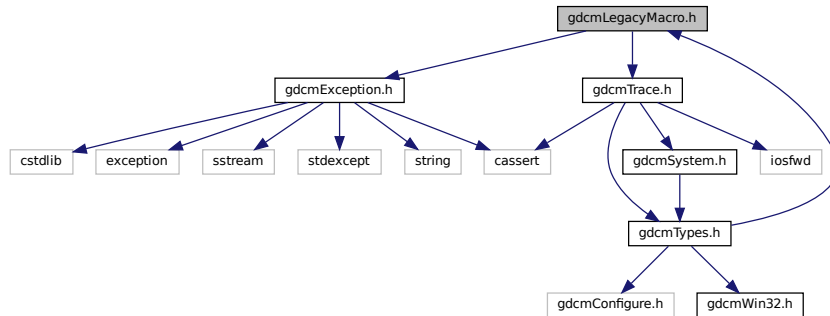 gdcmLegacyMacro.h
gdcmException.h
gdcmTrace.h
cstdlib
exception
sstream
stdexcept
string
cassert
gdcmSystem.h
iosfwd
gdcmTypes.h
gdcmConfigure.h
gdcmWin32.h